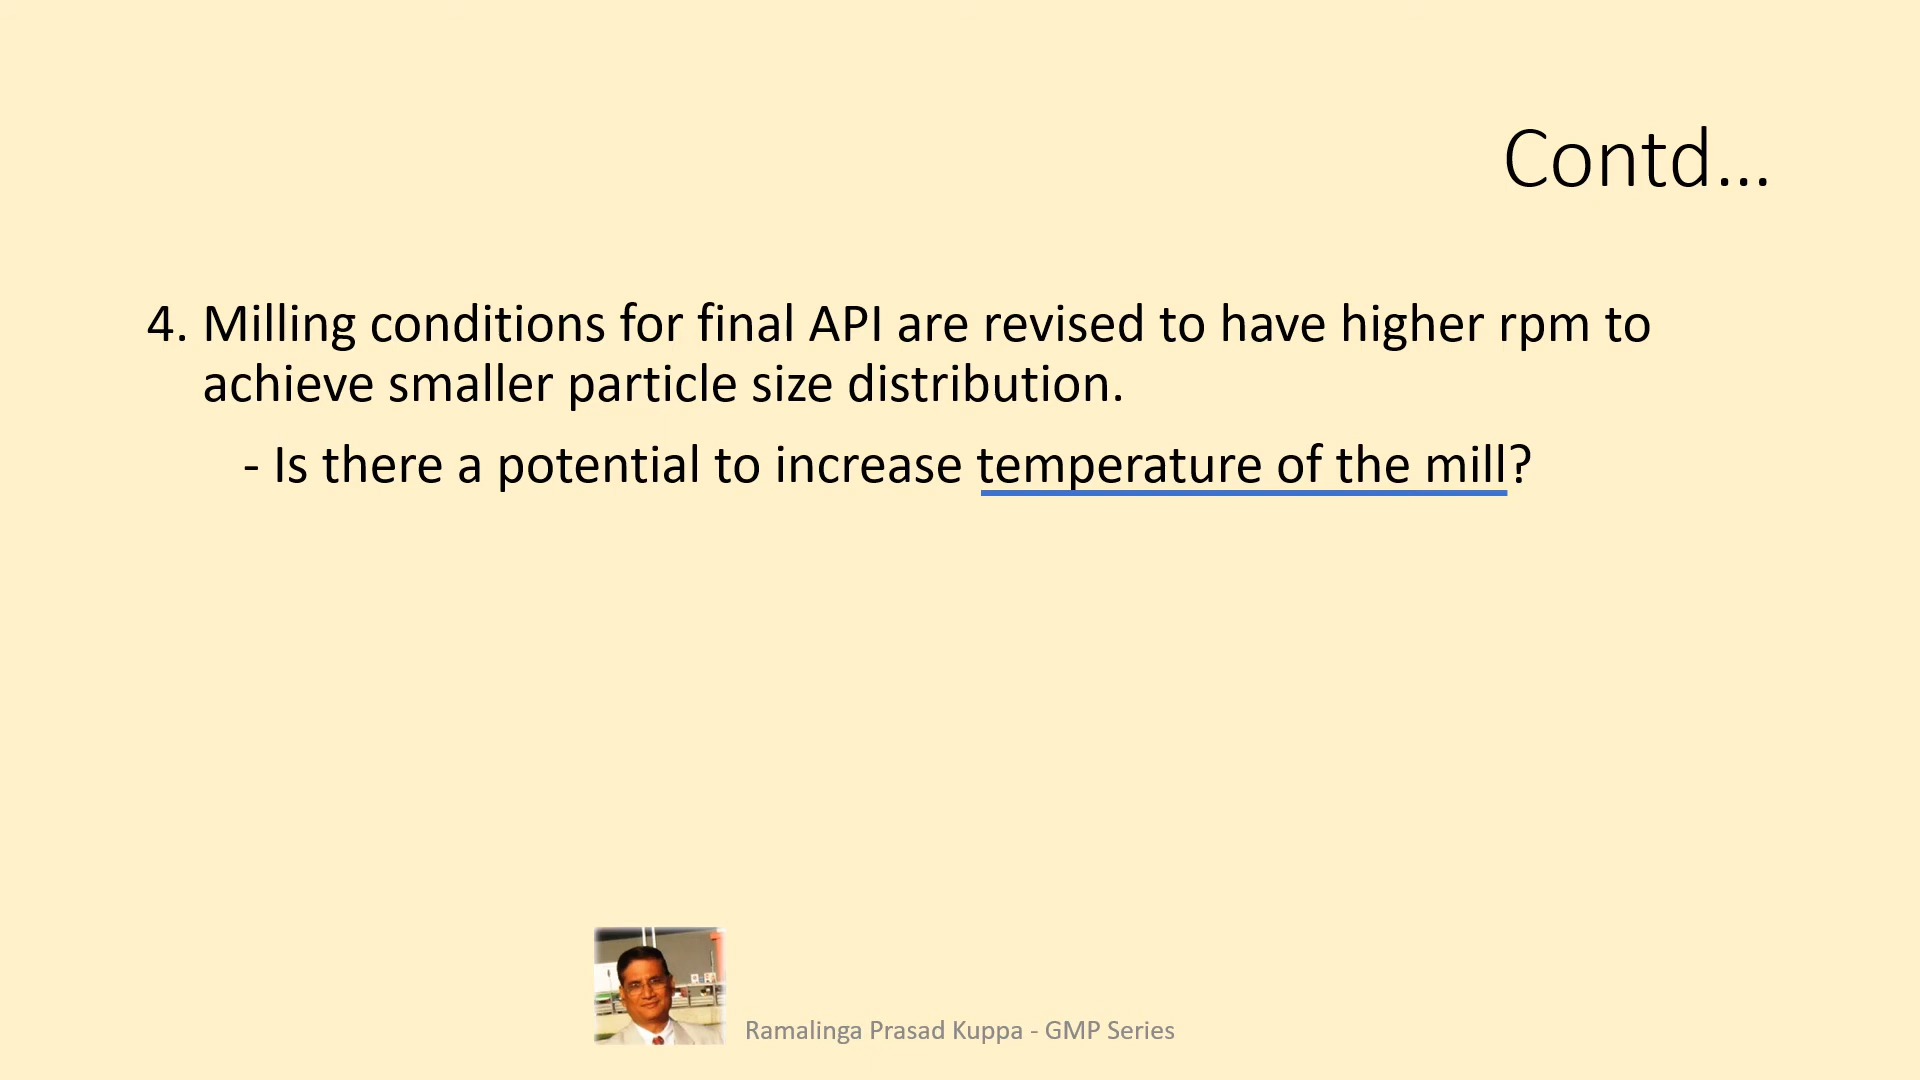 Contd...
4. Milling conditions for final API are revised to have higher rpm to
achieve smaller particle size distribution.
- Is there a potential to increase temperature of the mill?
Ramalinga Prasad Kuppa - GMP Series